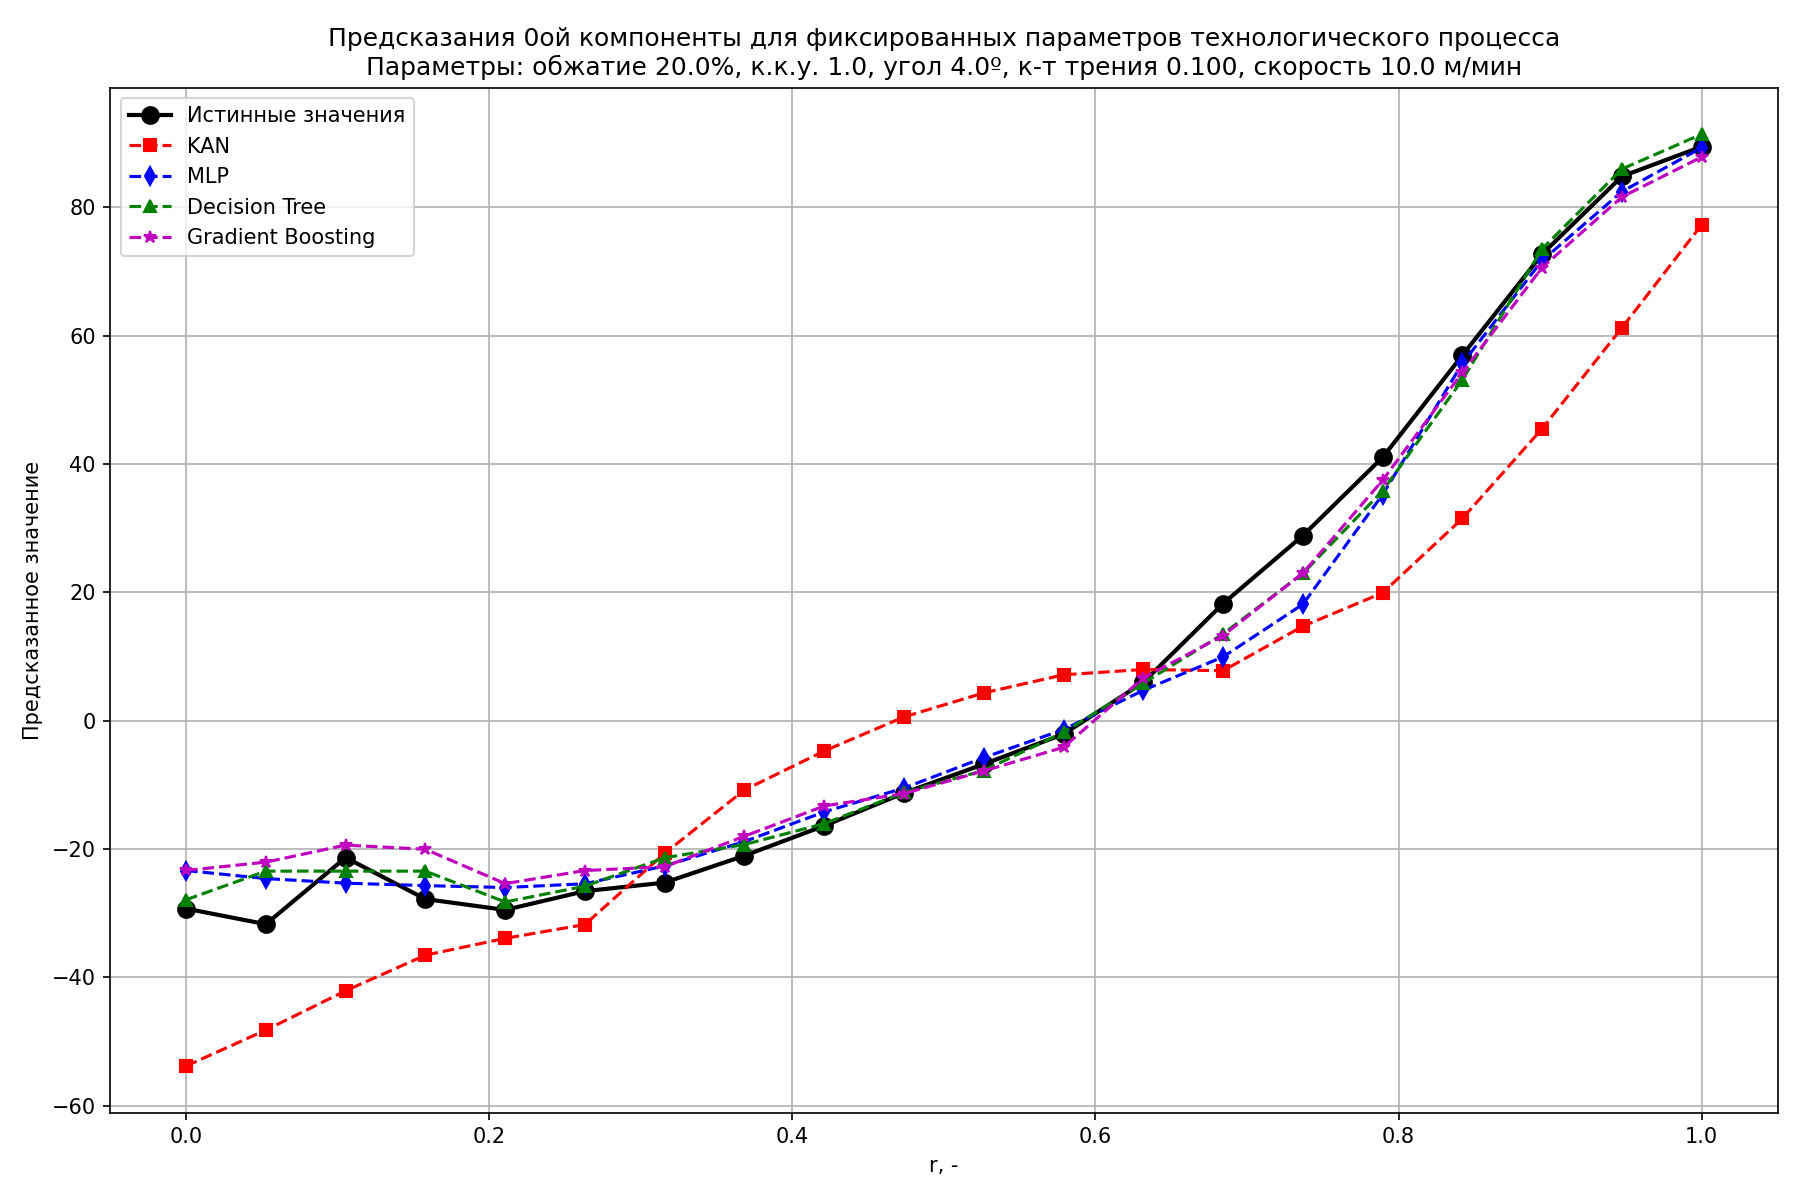 Предсказания 0ой компоненты для фиксированных параметров технологического процесса
Параметры: обжатие 20.0%, к.к.у. 1.0, угол 4.0º, к-т трения 0.100, скорость 10.0 м/мин
Истинные значения
KAN
MLP
Decision Tree
Gradient Boosting
Предсказанное значение
80
60
40
20
0
−20
−40
−60
0.0
0.2
0.4
0.6
0.8
1.0
r, -